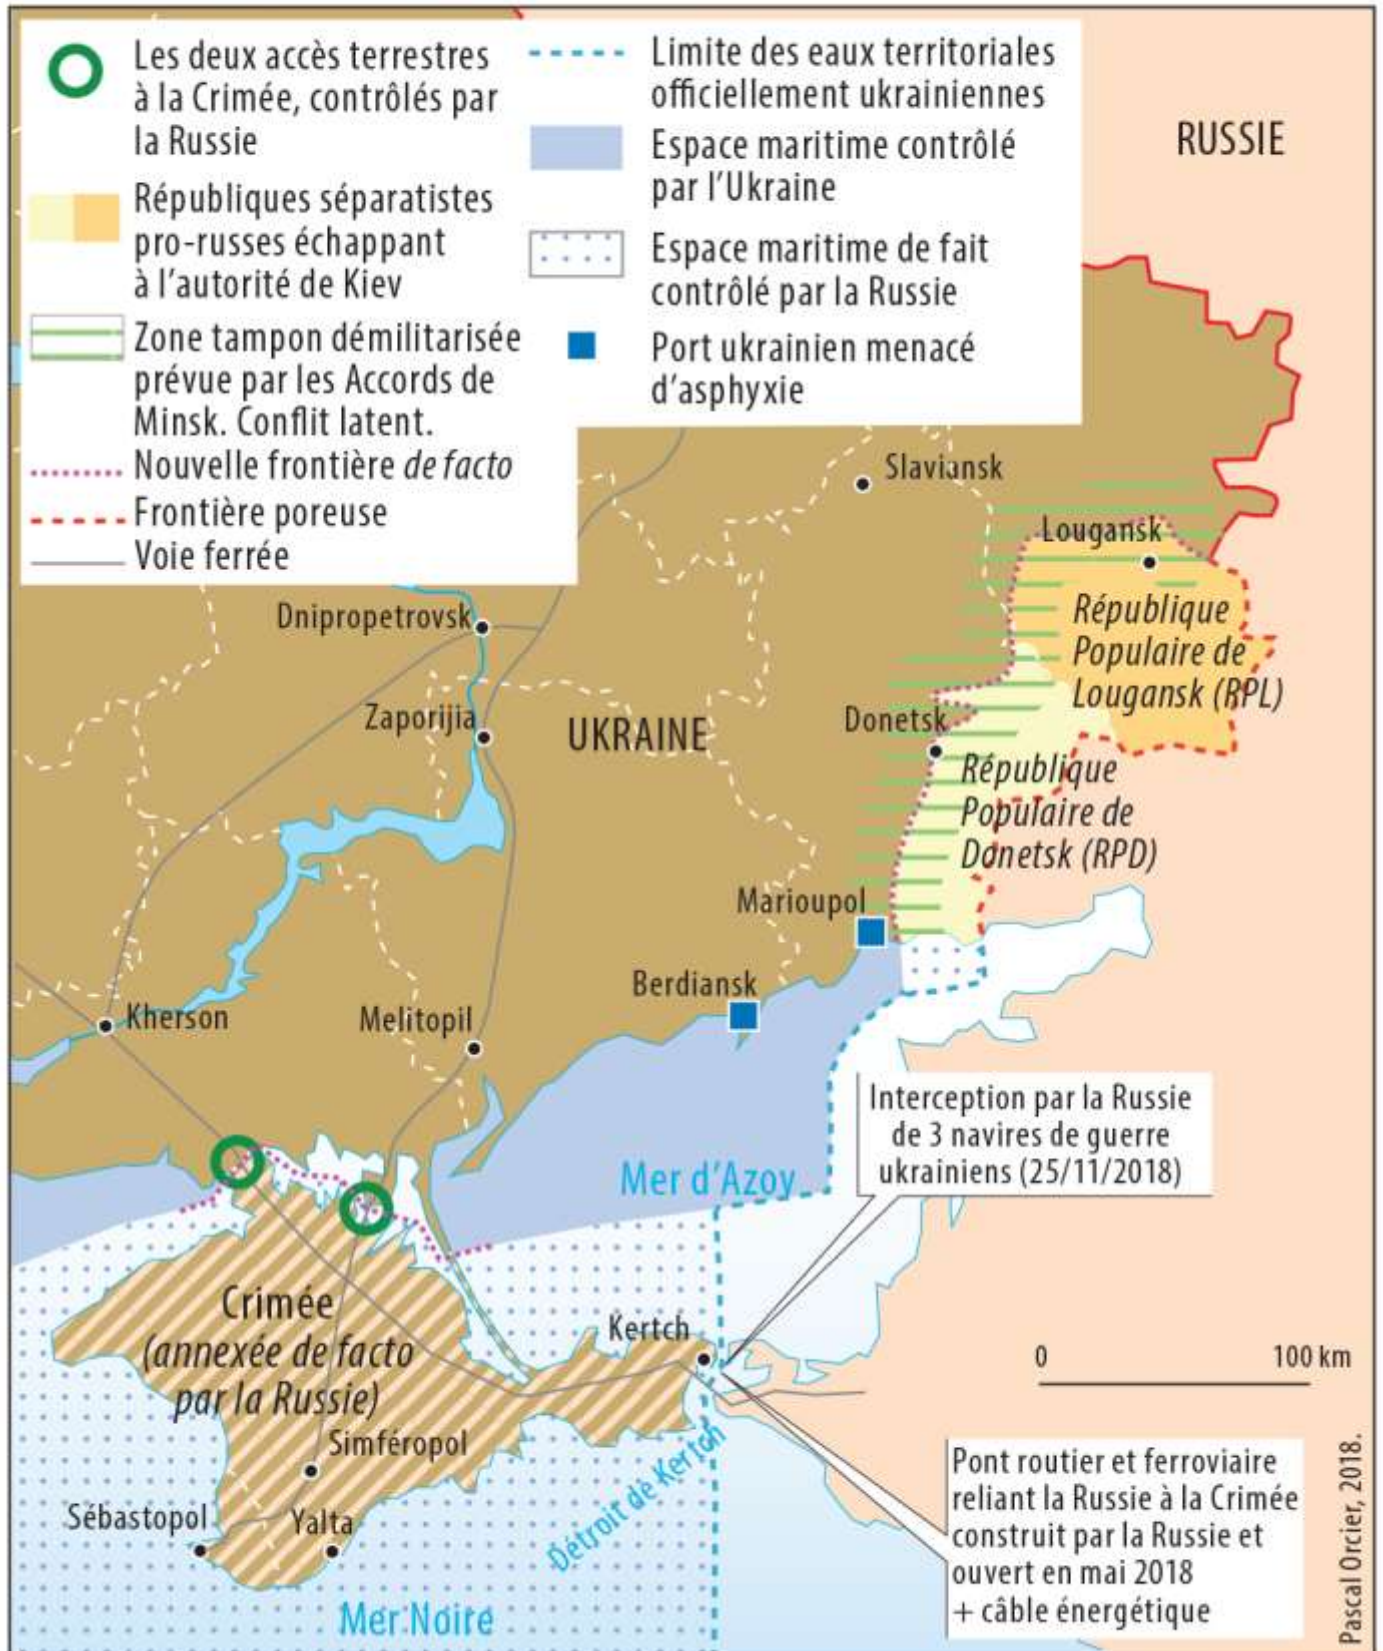 Les deux accès terrestres
à la Crimée, contrôlés par
la Russie
Républiques séparatistes
pro-russes échappant
à l'autorité de Kiev
Zone tampon démilitarisée
prévue par les Accords de
Minsk. Conflit latent.
Nouvelle frontière de facto
Frontière poreuse
Voie ferrée
Limite des eaux territoriales
officiellement ukrainiennes
Espace maritime contrôlé
par l'Ukraine
Espace maritime de fait
contrôlé par la Russie
Port ukrainien menacé
d'asphyxie
RUSSIE
Slaviansk
Lougansk
République
Populaire de
Lougansk (RPL)
Dnipropetrovsk
Zaporijia
UKRAINE
Donetsk
République
Populaire de
Donetsk (RPD)
Marioupol
Berdiansk
Kherson
Melitopil
Interception par la Russie
de 3 navires de guerre
ukrainiens (25/11/2018)
Mer d'Azoy
Crimée
(annexée de facto
par la Russie)
Kertch
0 100 km
Simféropol
Sébastopol
Yalta
Détroit de Kertch
Mer Noire
Pont routier et ferroviaire
reliant la Russie à la Crimée
construit par la Russie et
ouvert en mai 2018
+ câble énergétique
Pascal Orcier, 2018.